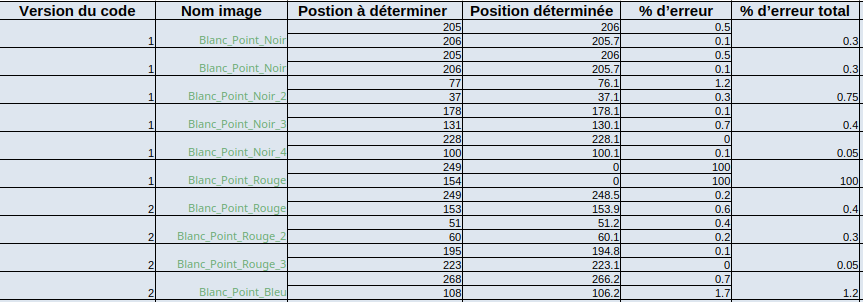 Version du code Nom image Postion à déterminer Position déterminée % d’erreur % d’erreur total
205 206 0.5
1 Blanc_Point_Noir 206 205.7 0.1 0.3
205 206 0.5
1 Blanc_Point_Noir 206 205.7 0.1 0.3
77 76.1 1.2
1 Blanc_Point_Noir_2 37 37.1 0.3 0.75
178 178.1 0.1
1 Blanc_Point_Noir_3 131 130.1 0.7 0.4
228 228.1 0
1 Blanc_Point_Noir_4 100 100.1 0.1 0.05
249 0 100
1 Blanc_Point_Rouge 154 0 100 100
249 248.5 0.2
2 Blanc_Point_Rouge 153 153.9 0.6 0.4
51 51.2 0.4
2 Blanc_Point_Rouge_2 60 60.1 0.2 0.3
195 194.8 0.1
2 Blanc_Point_Rouge_3 223 223.1 0 0.05
268 266.2 0.7
2 Blanc_Point_Bleu 108 106.2 1.7 1.2